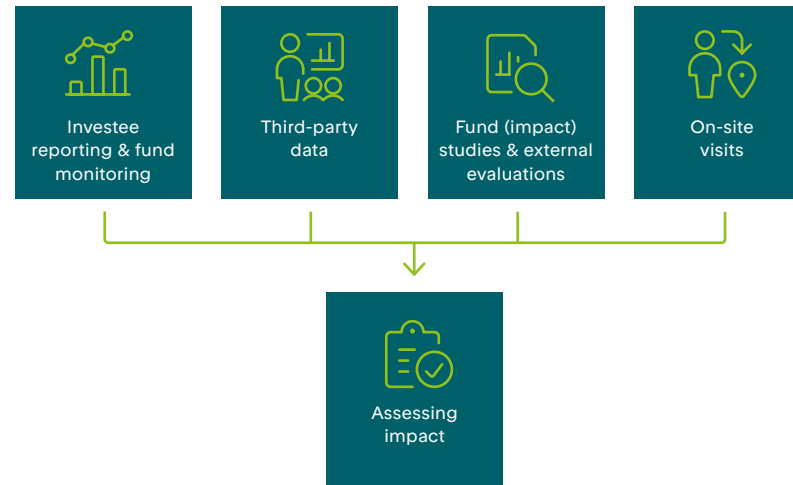 Investee
reporting & fund
monitoring
Third-party
data
Fund (impact)
studies & external
evaluations
On-site
visits
Assessing
impact